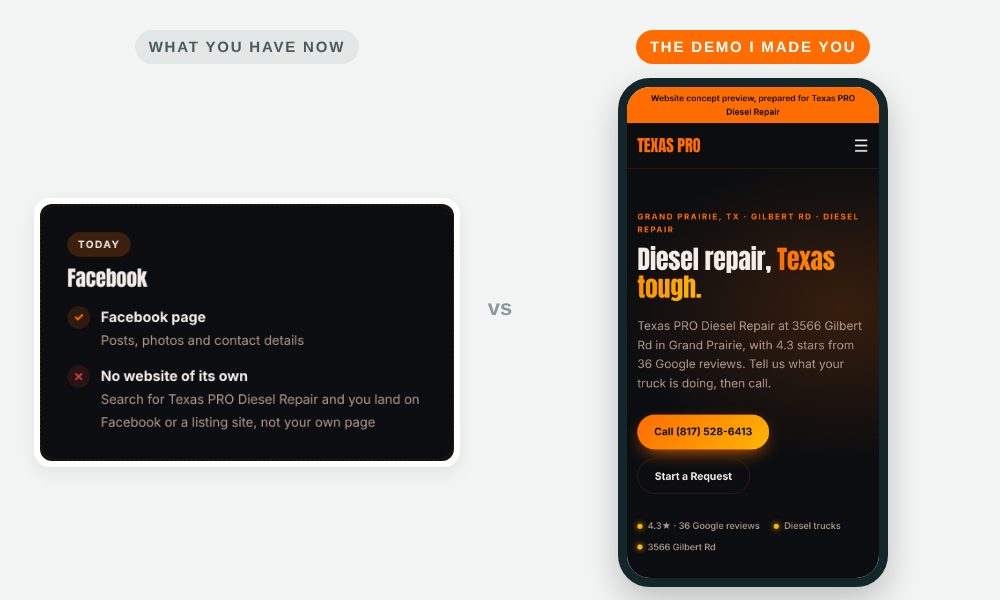 WHAT YOU HAVE NOW
TODAY
Facebook
Facebook page
Posts, photos and contact details
No website of its own
Search for Texas PRO Diesel Repair and you land on
Facebook or a listing site, not your own page
vs
THE DEMO I MADE YOU
Website concept preview, prepared for Texas PRO
Diesel Repair
TEXAS PRO
GRAND PRAIRIE, TX · GILBERT RD · DIESEL
REPAIR
Diesel repair, Texas
tough.
Texas PRO Diesel Repair at 3566 Gilbert
Rd in Grand Prairie, with 4.3 stars from
36 Google reviews. Tell us what your
truck is doing, then call.
Call (817) 528-6413
Start a Request
4.3★ · 36 Google reviews
Diesel trucks
3566 Gilbert Rd